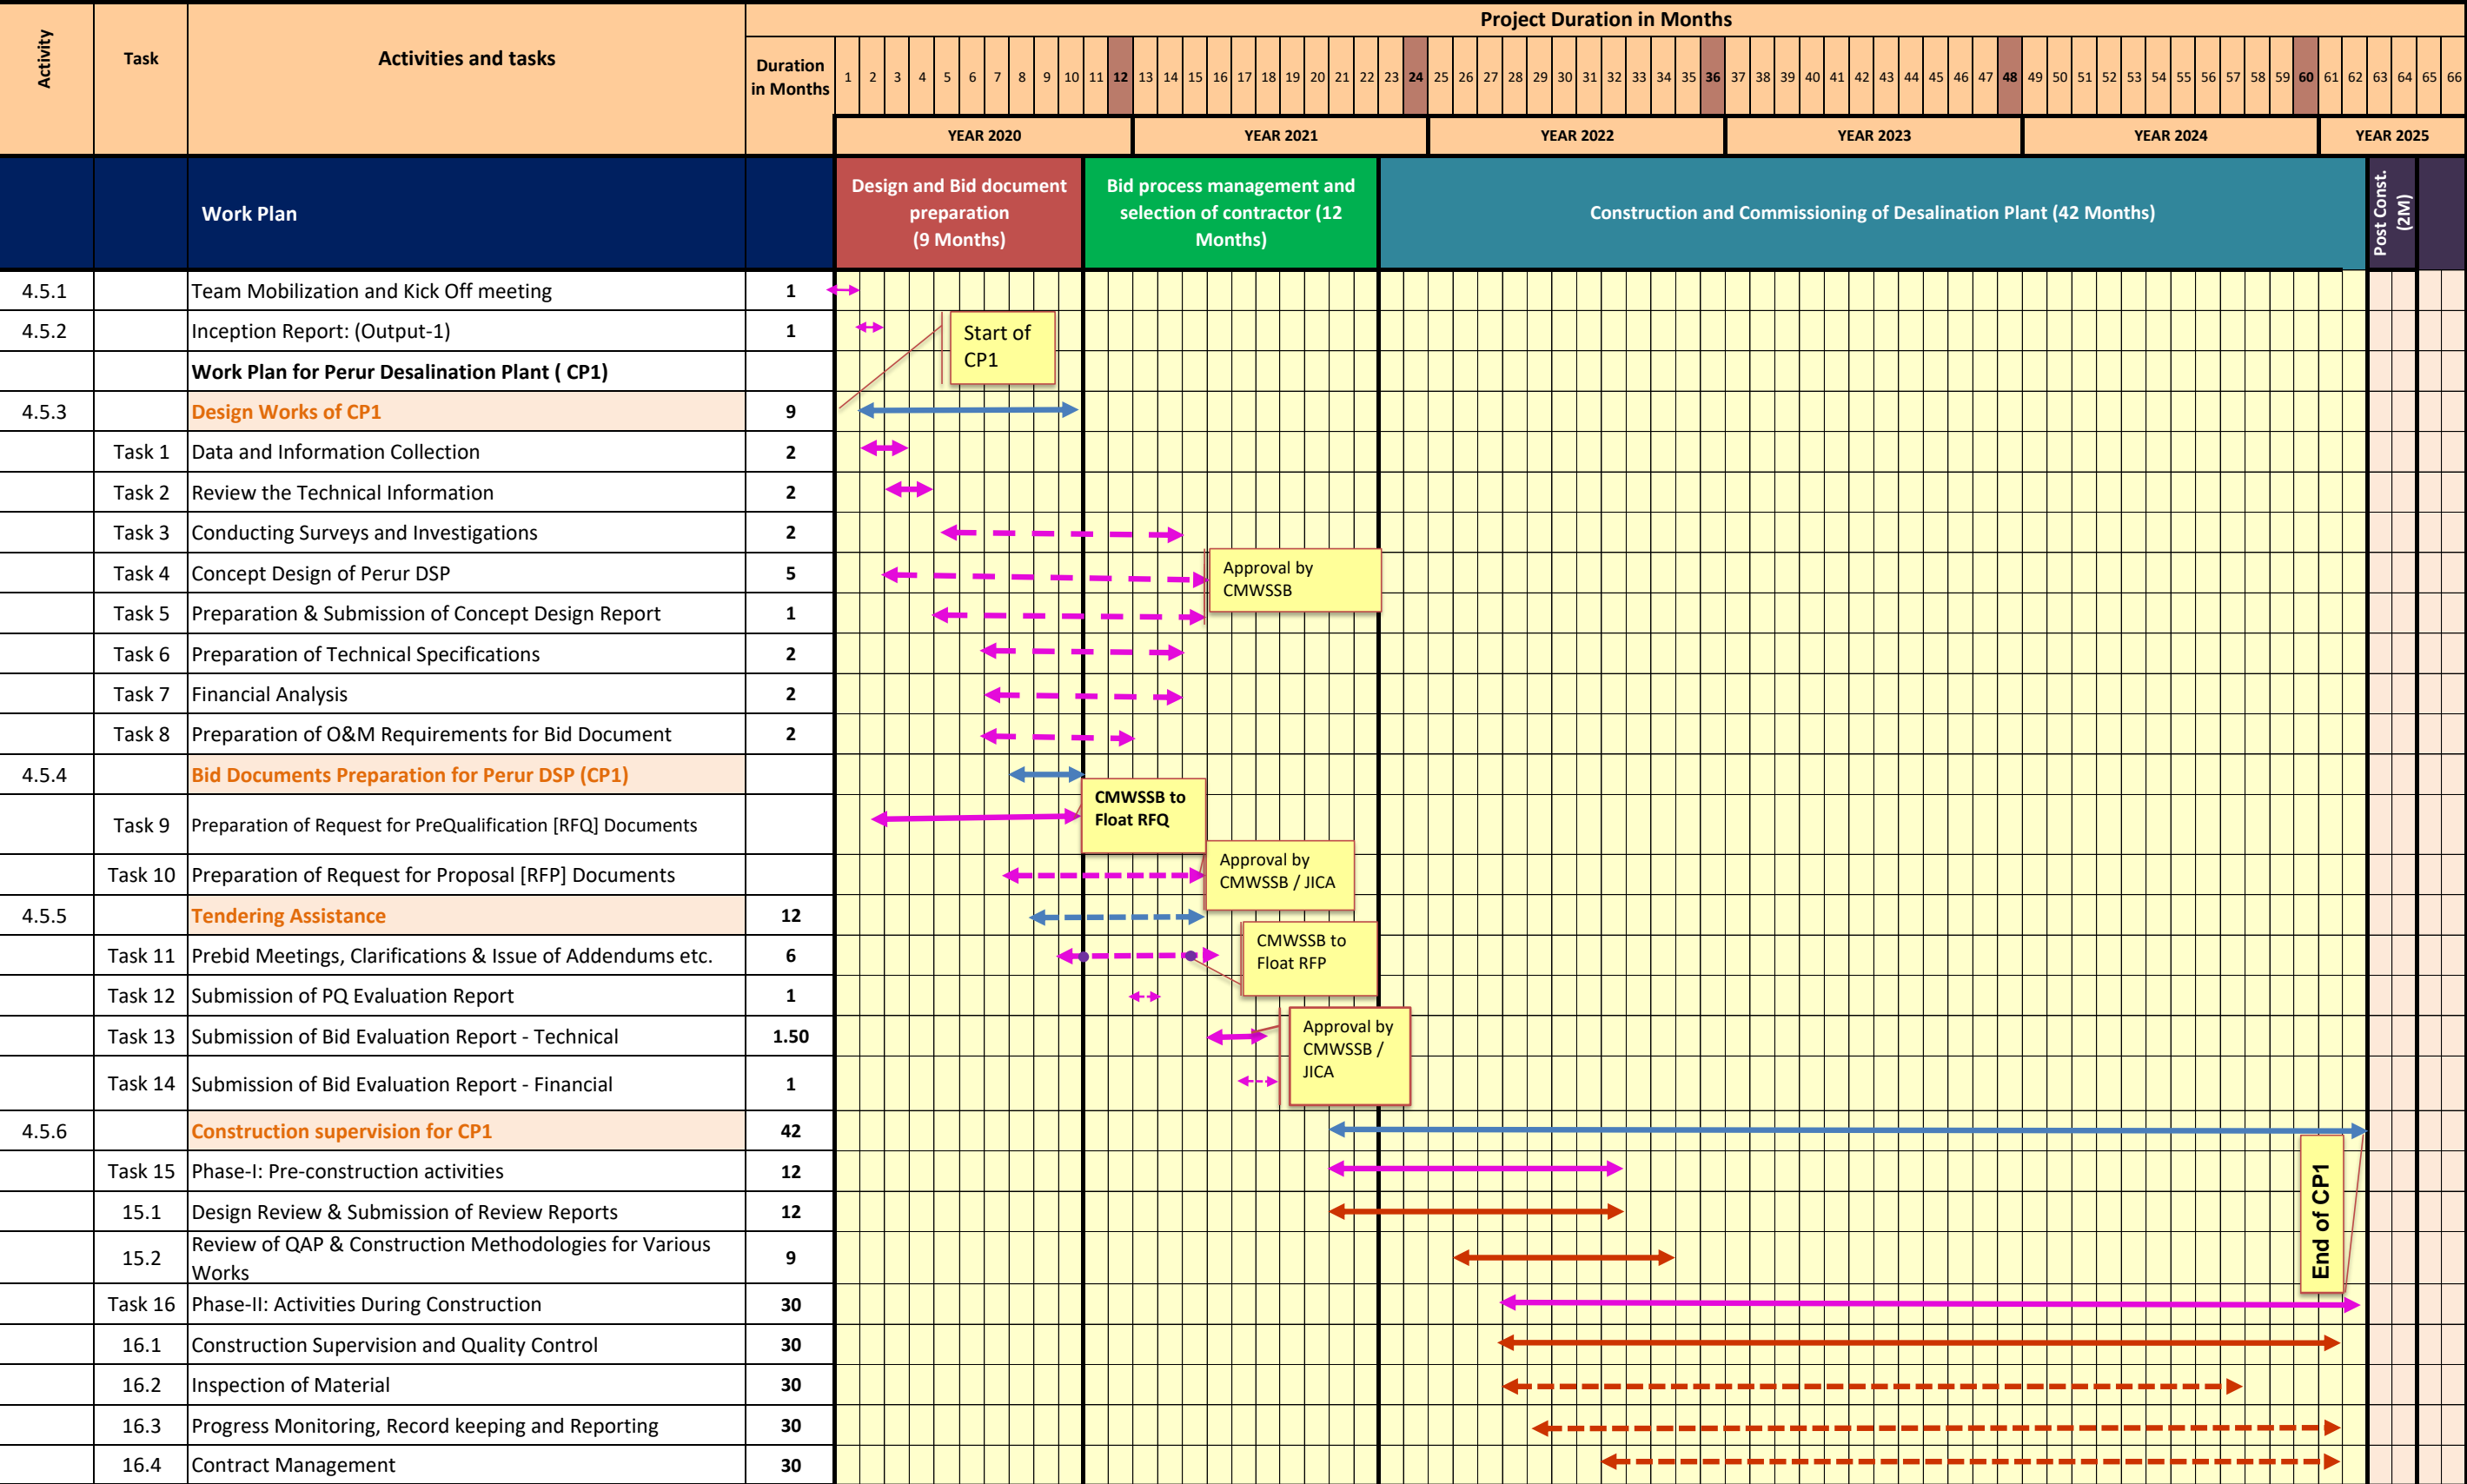 Project Duration in Months
Activity
Task
Activities and tasks
Duration
in Months
1 2 3 4 5 6 7 8 9 10 11 12 13 14 15 16 17 18 19 20 21 22 23 24 25 26 27 28 29 30 31 32 33 34 35 36 37 38 39 40 41 42 43 44 45 46 47 48 49 50 51 52 53 54 55 56 57 58 59 60 61 62 63 64 65 66
YEAR 2020 YEAR 2021 YEAR 2022 YEAR 2023 YEAR 2024 YEAR 2025
Work Plan
Design and Bid document
preparation
(9 Months)
Bid process management and
selection of contractor (12
Months)
Construction and Commissioning of Desalination Plant (42 Months)
Post Const.
(2M)
4.5.1 Team Mobilization and Kick Off meeting 1
4.5.2 Inception Report: (Output-1) 1
Start of
CP1
Work Plan for Perur Desalination Plant ( CP1)
4.5.3 Design Works of CP1 9
Task 1 Data and Information Collection 2
Task 2 Review the Technical Information 2
Task 3 Conducting Surveys and Investigations 2
Task 4 Concept Design of Perur DSP 5
Approval by
CMWSSB
Task 5 Preparation & Submission of Concept Design Report 1
Task 6 Preparation of Technical Specifications 2
Task 7 Financial Analysis 2
Task 8 Preparation of O&M Requirements for Bid Document 2
4.5.4 Bid Documents Preparation for Perur DSP (CP1)
CMWSSB to
Float RFQ
Task 9 Preparation of Request for PreQualification [RFQ] Documents
Task 10 Preparation of Request for Proposal [RFP] Documents
Approval by
CMWSSB / JICA
4.5.5 Tendering Assistance 12
Task 11 Prebid Meetings, Clarifications & Issue of Addendums etc. 6
CMWSSB to
Float RFP
Task 12 Submission of PQ Evaluation Report 1
Task 13 Submission of Bid Evaluation Report - Technical 1.50
Approval by
CMWSSB /
JICA
Task 14 Submission of Bid Evaluation Report - Financial 1
4.5.6 Construction supervision for CP1 42
Task 15 Phase-I: Pre-construction activities 12
End of CP1
15.1 Design Review & Submission of Review Reports 12
15.2 Review of QAP & Construction Methodologies for Various
Works 9
Task 16 Phase-II: Activities During Construction 30
16.1 Construction Supervision and Quality Control 30
16.2 Inspection of Material 30
16.3 Progress Monitoring, Record keeping and Reporting 30
16.4 Contract Management 30